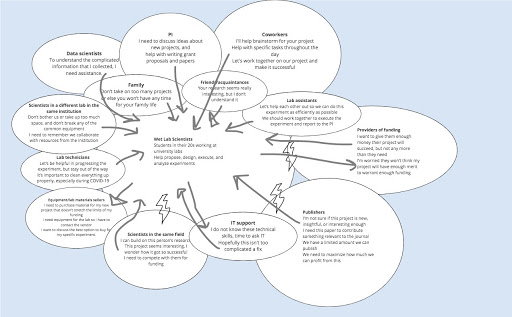 PI
I need to discuss ideas about
new projects, and
help with writing grant
proposals and papers
Coworkers
I'll help brainstorm for your project
Help with specific tasks throughout the
day
Let's work together on our project and
make it successful
Data scientists
To understand the complicated
information that I collected, I
need assistance.
Family
Don't take on too many projects
or else you won't have any time
for your family life
Friends/acquaintances
Your research seems really
interesting, but I don't
understand it
Lab assistants
Let's help each other out so we can do this
experiment as efficiently as possible
We should work together to execute the
experiment and report to the PI
Scientists in a different lab in the
same institution
Don't bother us or take up too much
space, and don't break any of the
common equipment
I need to remember we collaborate
with resources from the institution
Wet Lab Scientists
Students in their 20s working at
university labs
Help propose, design, execute, and
analyze experiments
Providers of funding
I want to give them enough
money their project will
succeed, but not any more
than they need
I'm worried they won't think my
project will have enough merit
to warrant enough funding
Lab technicians
Let's be helpful in progressing the
experiment, but stay out of the way
It's important to clean everything up
properly, especially during COVID-19
Equipment/lab materials sellers
I need to purchase material for my new
project that doesn't stretch the limits of my
funding
I need equipment for the lab so I have to
contact the vendor
I want to discuss the best option to buy for
my specific experiment
Scientists in the same field
I can build on this person's research
This project seems interesting, I
wonder how it got so successful
I need to compete with them for
funding
IT support
I do not know these technical
skills, time to ask IT
Hopefully this isn't too
complicated a fix.
Publishers
I'm not sure if this project is new,
insightful, or interesting enough
I need this paper to contribute
something relevant to the journal
We have a limited amount we can
publish
We need to maximize how much we
can profit from this